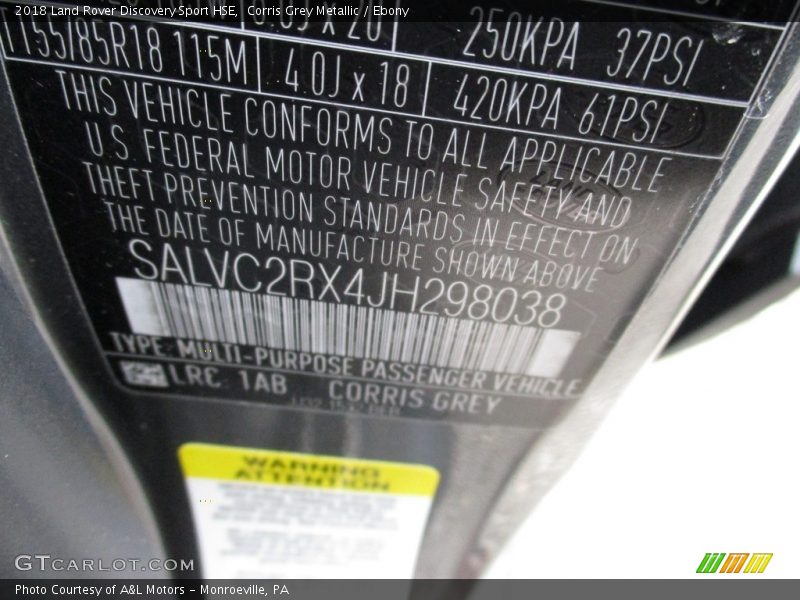 2018 Land Rover Discovery Sport HSE, Corris Grey Metallic / Ebony
250KPA 37PSI
T155/85R18 115M 4.0J x 18 420KPA 61PSI
THIS VEHICLE CONFORMS TO ALL APPLICABLE
U.S. FEDERAL MOTOR VEHICLE SAFETY AND
THEFT PREVENTION STANDARDS IN EFFECT ON
THE DATE OF MANUFACTURE SHOWN ABOVE
SALVC2RX4JH298038
TYPE: MULTI-PURPOSE PASSENGER VEHICLE
LRC. 1AB CORRIS GREY
WARNING
ATTENTION
GTCARLOT.COM
Photo Courtesy of A&L Motors – Monroeville, PA